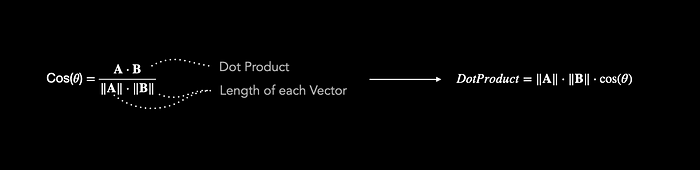 Cos(θ) = A · B / ‖A‖ · ‖B‖
Dot Product
Length of each Vector
DotProduct = ‖A‖ · ‖B‖ · cos(θ)